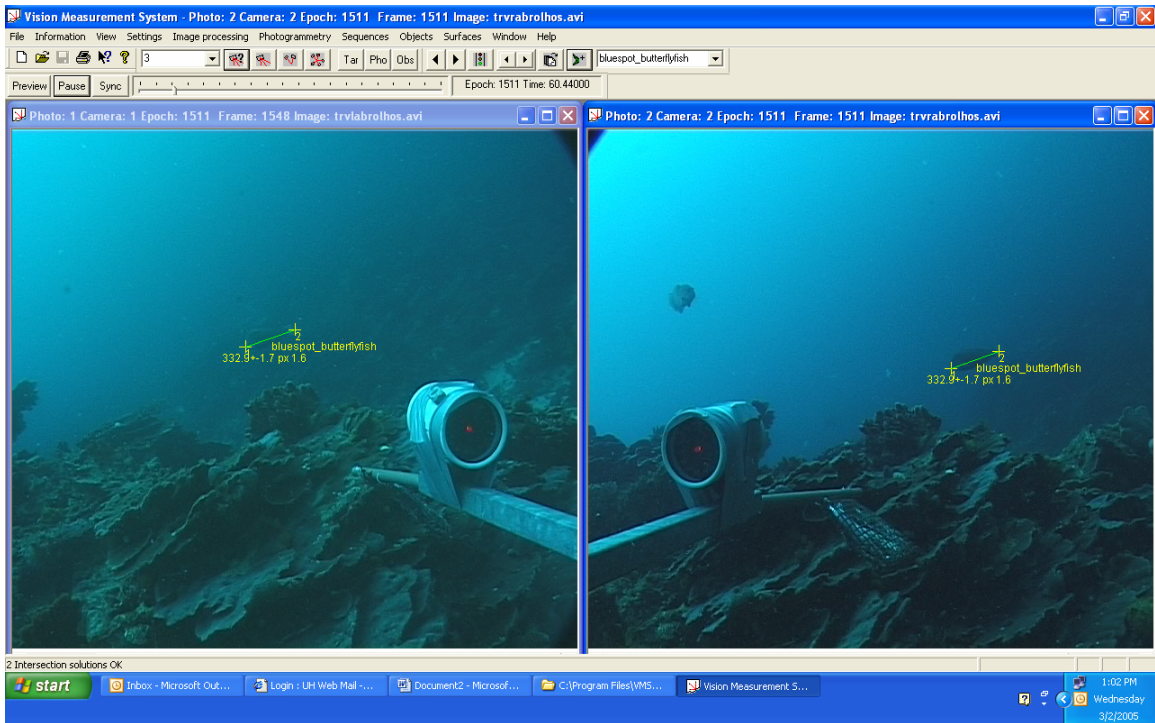 Vision Measurement System - Photo: 2 Camera: 2 Epoch: 1511 Frame: 1511 Image: trvrabrolhos.avi
File Information View Settings Image processing Photogrammetry Sequences Objects Surfaces Window Help
3 Tar Pho Obs bluespot_butterflyfish
Preview Pause Sync Epoch: 1511 Time: 60.44000
Photo: 1 Camera: 1 Epoch: 1511 Frame: 1548 Image: trvlabrolhos.avi
2
bluespot_butterflyfish
332.9+-1.7 px 1.6
Photo: 2 Camera: 2 Epoch: 1511 Frame: 1511 Image: trvrabrolhos.avi
2
bluespot_butterflyfish
332.9+-1.7 px 1.6
2 Intersection solutions OK
start Inbox - Microsoft Out... Login : UH Web Mail -... Document2 - Microsof... C:\Program Files\VMS... Vision Measurement S...
1:02 PM
Wednesday
3/2/2005